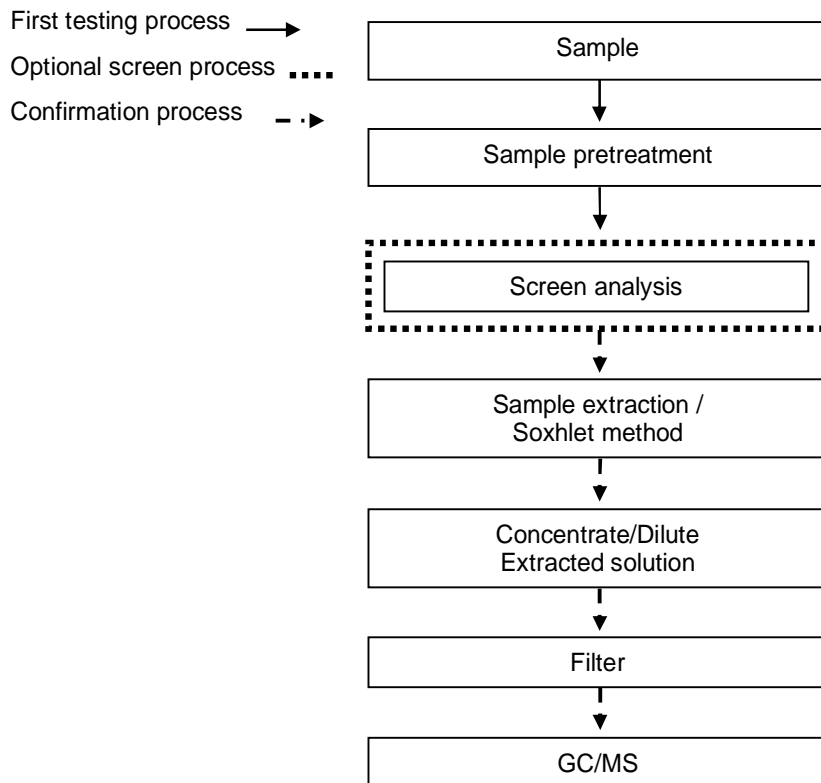 First testing process
Optional screen process
Confirmation process
Sample
Sample pretreatment
Screen analysis
Sample extraction /
Soxhlet method
Concentrate/Dilute
Extracted solution
Filter
GC/MS